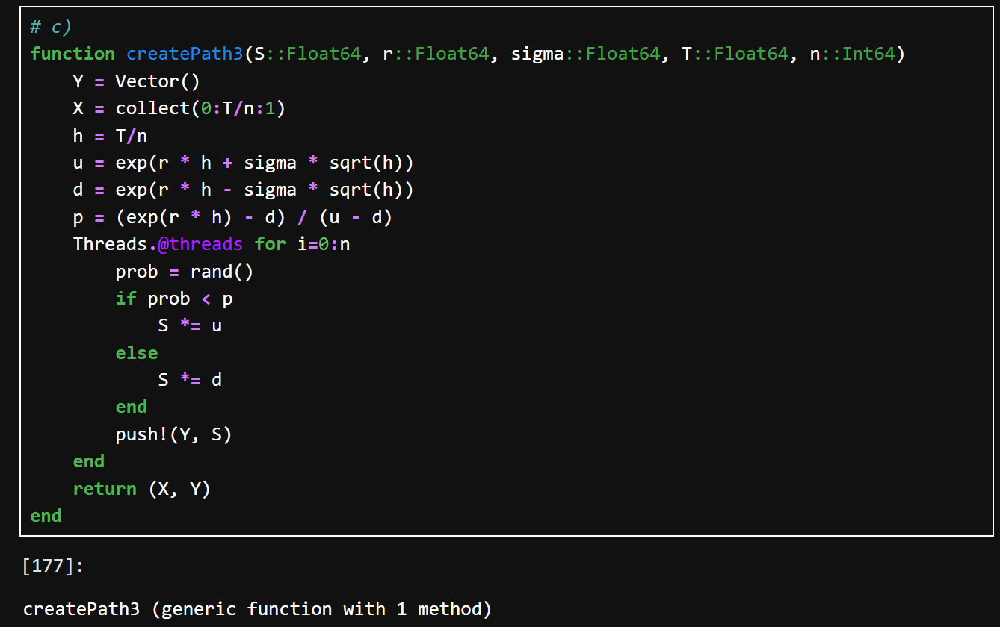 # c)
function createPath3(S::Float64, r::Float64, sigma::Float64, T::Float64, n::Int64)
    Y = Vector()
    X = collect(0:T/n:1)
    h = T/n
    u = exp(r * h + sigma * sqrt(h))
    d = exp(r * h - sigma * sqrt(h))
    p = (exp(r * h) - d) / (u - d)
    Threads.@threads for i=0:n
        prob = rand()
        if prob < p
            S *= u
        else
            S *= d
        end
        push!(Y, S)
    end
    return (X, Y)
end
[177]:
createPath3 (generic function with 1 method)